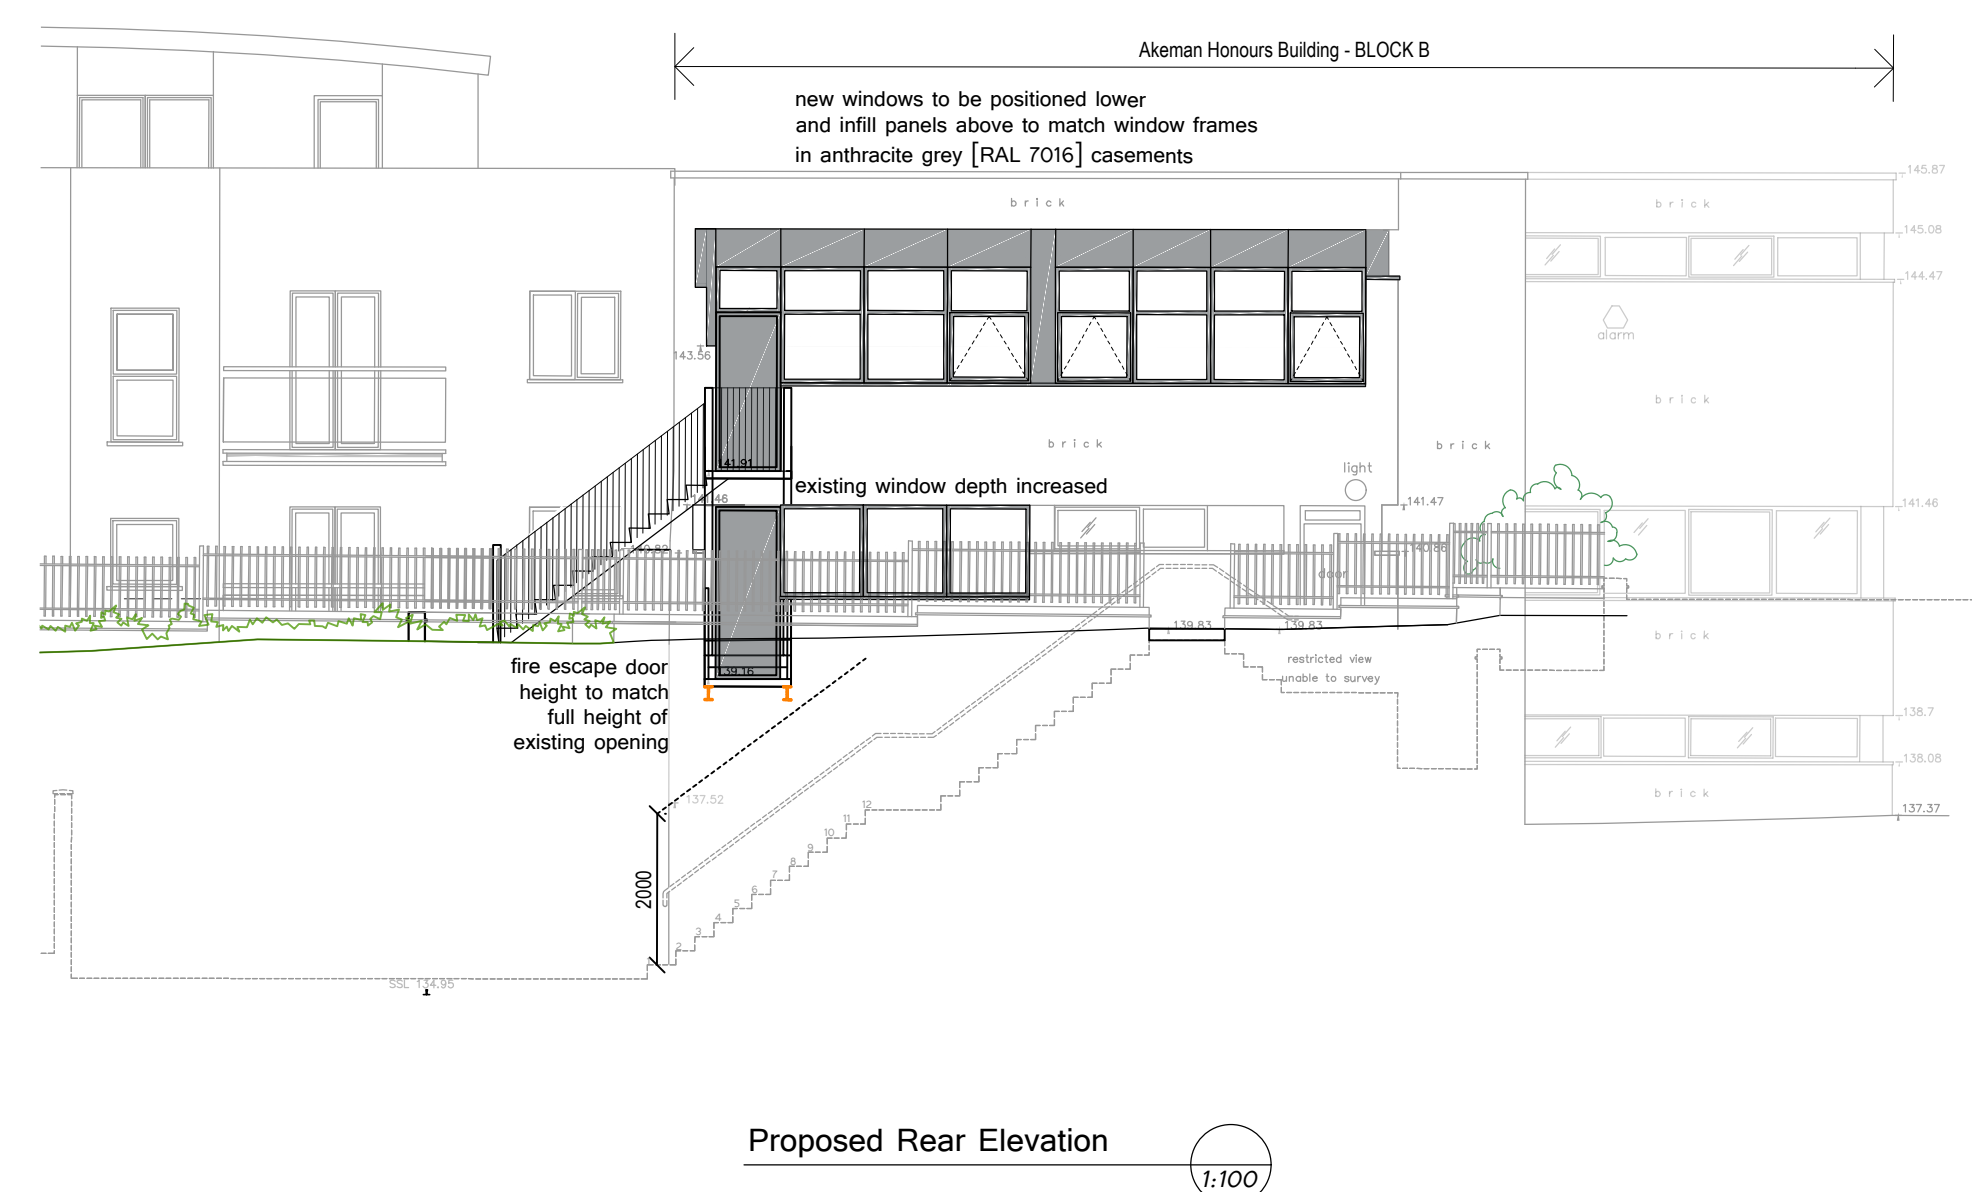 Akeman Honours Building - BLOCK B
new windows to be positioned lower
and infill panels above to match window frames
in anthracite grey [RAL 7016] casements
145.87
brick
brick
145.08
144.47
alarm
143.56
brick
brick
brick
141.91
light
existing window depth increased
141.47
141.46
door
139.83
139.83
brick
restricted view
unable to survey
fire escape door
height to match
full height of
existing opening
139.16
138.7
138.08
brick
137.52
137.37
12
11
10
9
8
7
6
5
4
3
2
2000
SSL 134.95
Proposed Rear Elevation
1:100